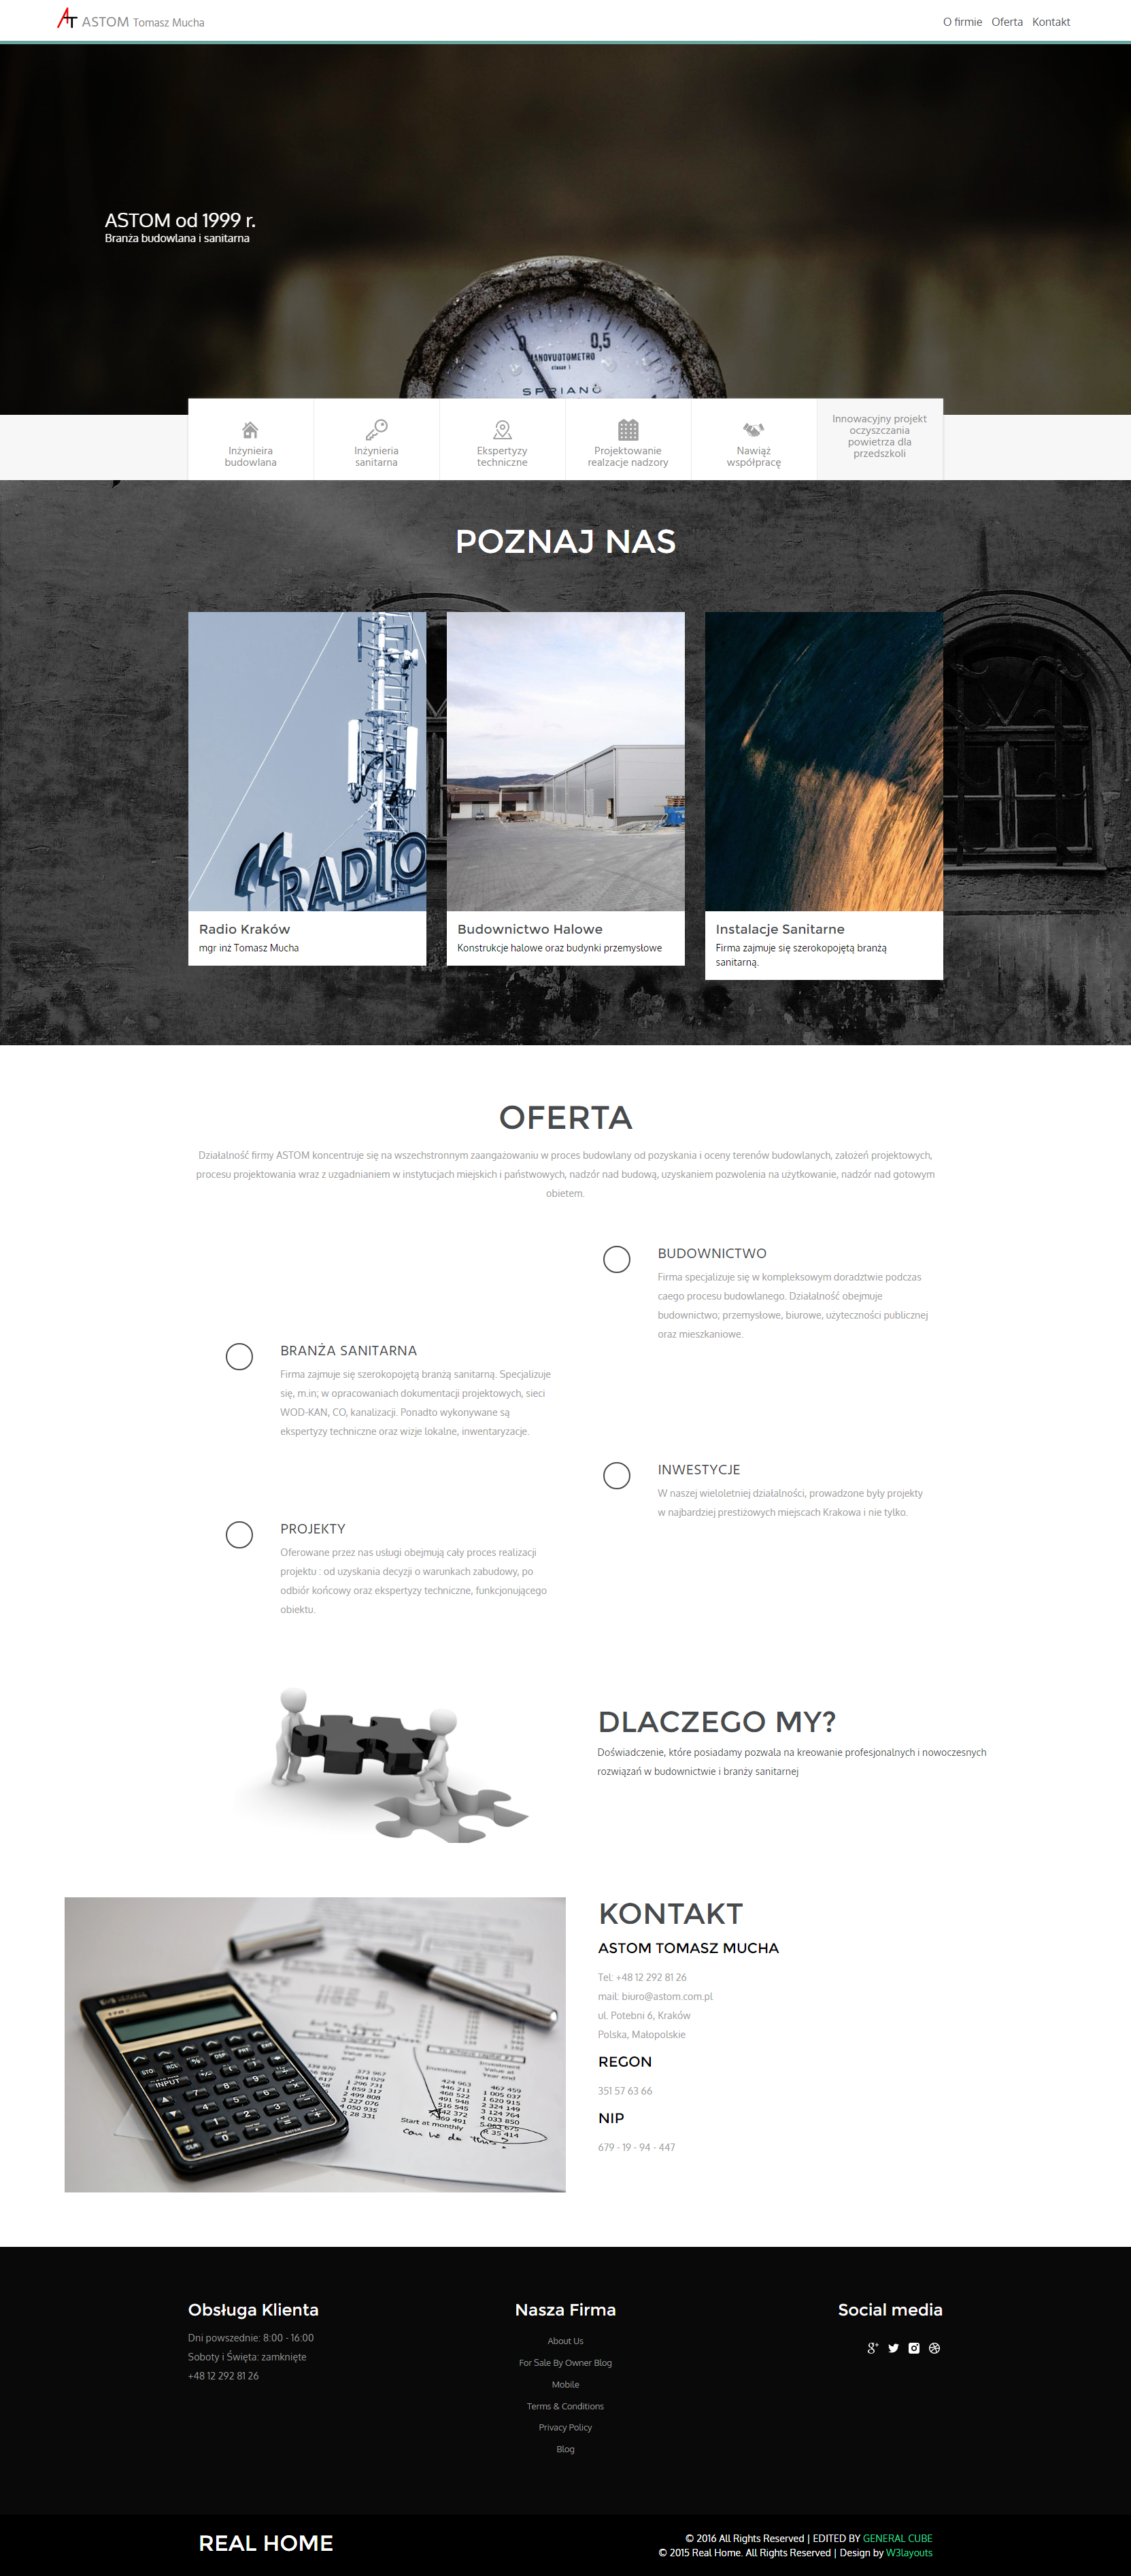 AT ASTOM Tomasz Mucha
O firmie Oferta Kontakt
ASTOM od 1999 r.
Branża budowlana i sanitarna
0 0,5
MANOVUOTOMETRO
classe 1
SPRIANO
Inżynieira
budowlana
Inżynieria
sanitarna
Ekspertyzy
techniczne
Projektowanie
realzacje nadzory
Nawiąż
współpracę
Innowacyjny projekt
oczyszczania
powietrza dla
przedszkoli
POZNAJ NAS
RADIO
Radio Kraków
mgr inż Tomasz Mucha
Budownictwo Halowe
Konstrukcje halowe oraz budynki przemysłowe
Instalacje Sanitarne
Firma zajmuje się szerokopojętą branżą
sanitarną.
OFERTA
Działalność firmy ASTOM koncentruje się na wszechstronnym zaangażowaniu w proces budowlany od pozyskania i oceny terenów budowlanych, założeń projektowych,
procesu projektowania wraz z uzgadnianiem w instytucjach miejskich i państwowych, nadzór nad budową, uzyskaniem pozwolenia na użytkowanie, nadzór nad gotowym
obietem.
BUDOWNICTWO
Firma specjalizuje się w kompleksowym doradztwie podczas
caego procesu budowlanego. Działalność obejmuje
budownictwo; przemysłowe, biurowe, użyteczności publicznej
oraz mieszkaniowe.
BRANŻA SANITARNA
Firma zajmuje się szerokopojętą branżą sanitarną. Specjalizuje
się, m.in; w opracowaniach dokumentacji projektowych, sieci
WOD-KAN, CO, kanalizacji. Ponadto wykonywane są
ekspertyzy techniczne oraz wizje lokalne, inwentaryzacje.
INWESTYCJE
W naszej wieloletniej działalności, prowadzone były projekty
w najbardziej prestiżowych miejscach Krakowa i nie tylko.
PROJEKTY
Oferowane przez nas usługi obejmują cały proces realizacji
projektu : od uzyskania decyzji o warunkach zabudowy, po
odbiór końcowy oraz ekspertyzy techniczne, funkcjonującego
obiektu.
DLACZEGO MY?
Doświadczenie, które posiadamy pozwala na kreowanie profesjonalnych i nowoczesnych
rozwiązań w budownictwie i branży sanitarnej
Start at monthly
can we do this?
KONTAKT
ASTOM TOMASZ MUCHA
Tel: +48 12 292 81 26
mail: biuro@astom.com.pl
ul. Potebni 6, Kraków
Polska, Małopolskie
REGON
351 57 63 66
NIP
679 - 19 - 94 - 447
Obsługa Klienta
Dni powszednie: 8:00 - 16:00
Soboty i Święta: zamknięte
+48 12 292 81 26
Nasza Firma
About Us
For Sale By Owner Blog
Mobile
Terms & Conditions
Privacy Policy
Blog
Social media
REAL HOME
© 2016 All Rights Reserved | EDITED BY GENERAL CUBE
© 2015 Real Home. All Rights Reserved | Design by W3layouts